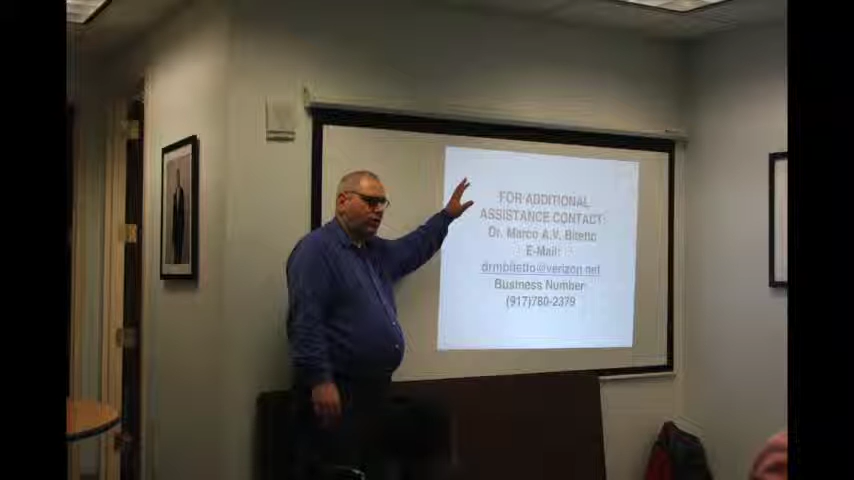 FOR ADDITIONAL
ASSISTANCE CONTACT:
Dr. Marco A.V. Bitetto
E-Mail:
drmbitetto@verizon.net
Business Number
(917)780-2379